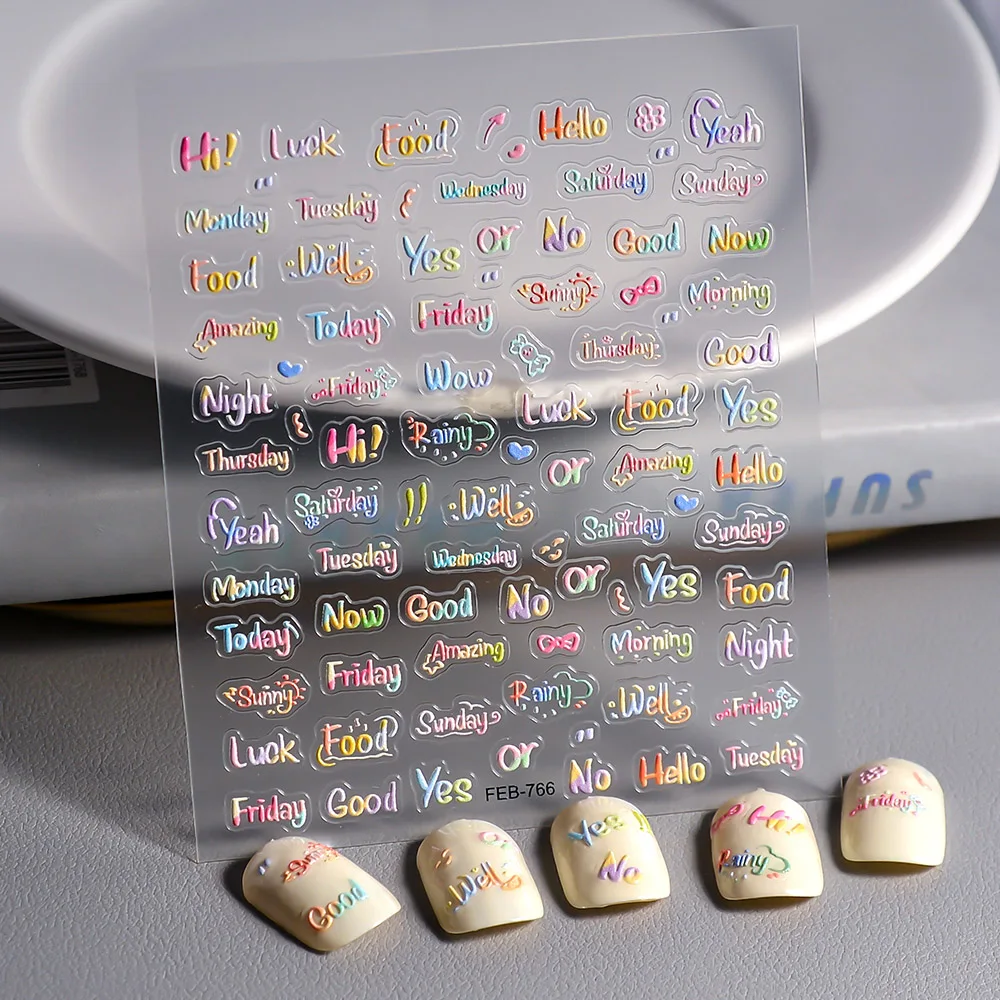 Hi! Luck Food Hello Yeah
Monday Tuesday Wednesday Saturday Sunday
Food Well Yes or No Good Now
Amazing Today Friday Sunny Morning
Night Friday Wow Thursday Good
Thursday Hi! Rainy Luck Food Yes
Yeah Saturday !! Well or Amazing Hello
Monday Tuesday Wednesday Saturday Sunday
Today Now Good No or Yes Food
Sunny Friday Amazing Morning Night
Luck Food Sunday Rainy Well Friday
Friday Good Yes or No Hello Tuesday
FEB-766
Sunny Well Yes ! Hi!
Good No Rainy